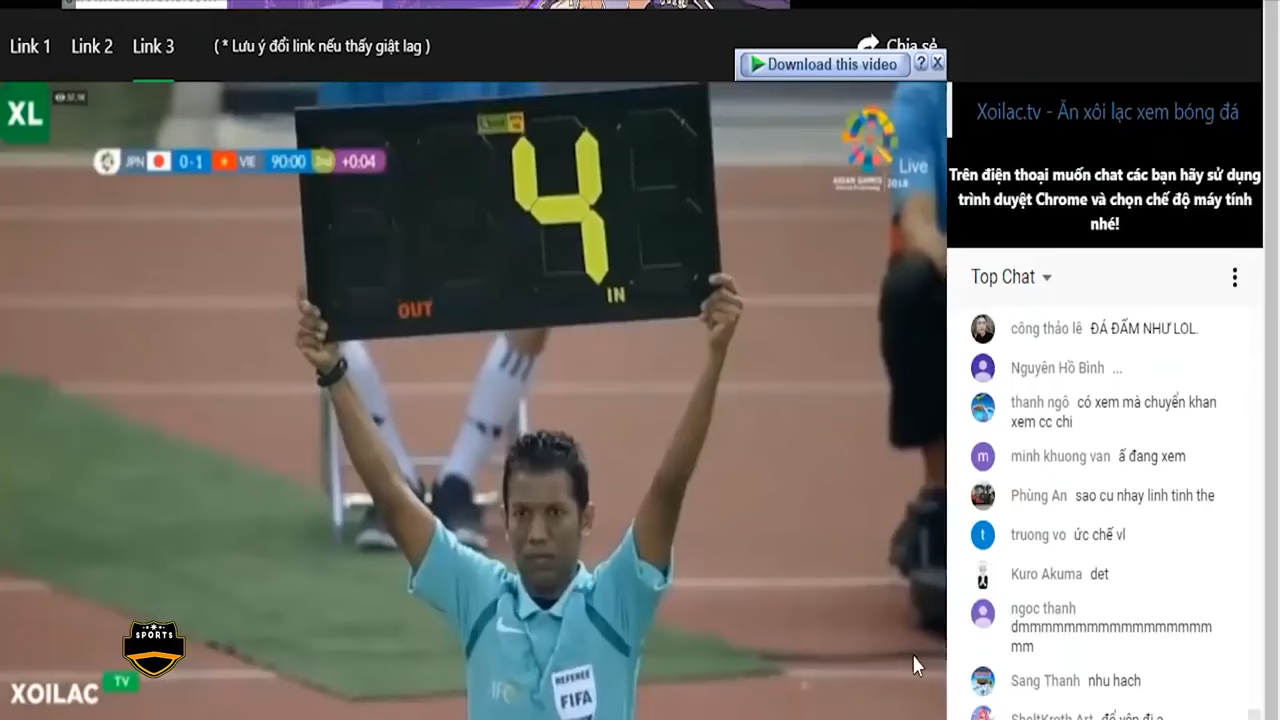 Link 1 Link 2 Link 3 ( * Lưu ý đổi link nếu thấy giật lag ) Chia sẻ
Download this video ? X
XL
JPN 0-1 VIE 90:00 2nd +0:04
4
OUT IN
Live
ASIAN GAMES
2018
REFEREE
FIFA
SPORTS
XOILAC TV
Xoilac.tv - Ăn xôi lạc xem bóng đá
Trên điện thoại muốn chat các bạn hãy sử dụng
trình duyệt Chrome và chọn chế độ máy tính
nhé!
Top Chat
công thảo lê ĐÁ ĐẤM NHƯ LOL.
Nguyên Hồ Bình ...
thanh ngô có xem mà chuyển khan
xem cc chi
m minh khuong van ấ đang xem
Phùng An sao cu nhay linh tinh the
t truong vo ức chế vl
Kuro Akuma det
ngoc thanh
dmmmmmmmmmmmmmmmmm
mm
Sang Thanh nhu hach